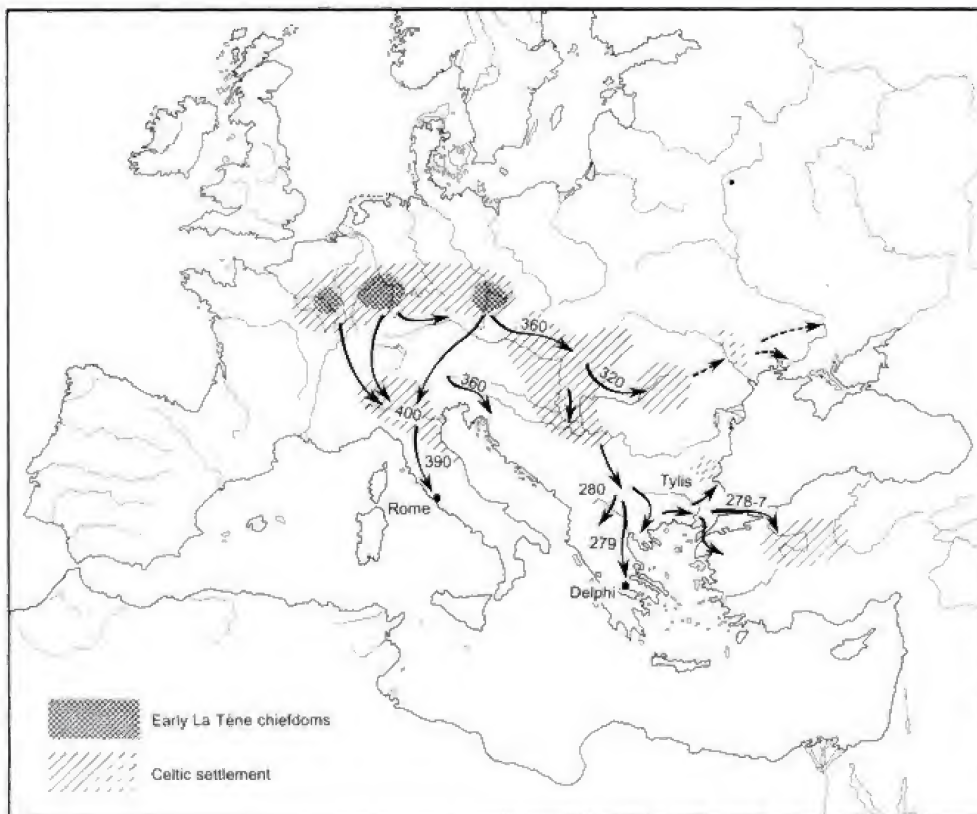 360
320
360
400
390
Rome
280
Tylis
278-7
279
Delphi
Early La Tène chiefdoms
Celtic settlement